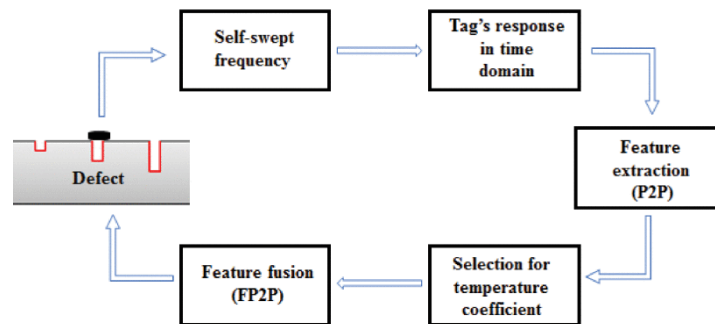 Self-swept
frequency
Tag's response
in time
domain
Defect
Feature
extraction
(P2P)
Feature fusion
(FP2P)
Selection for
temperature
coefficient